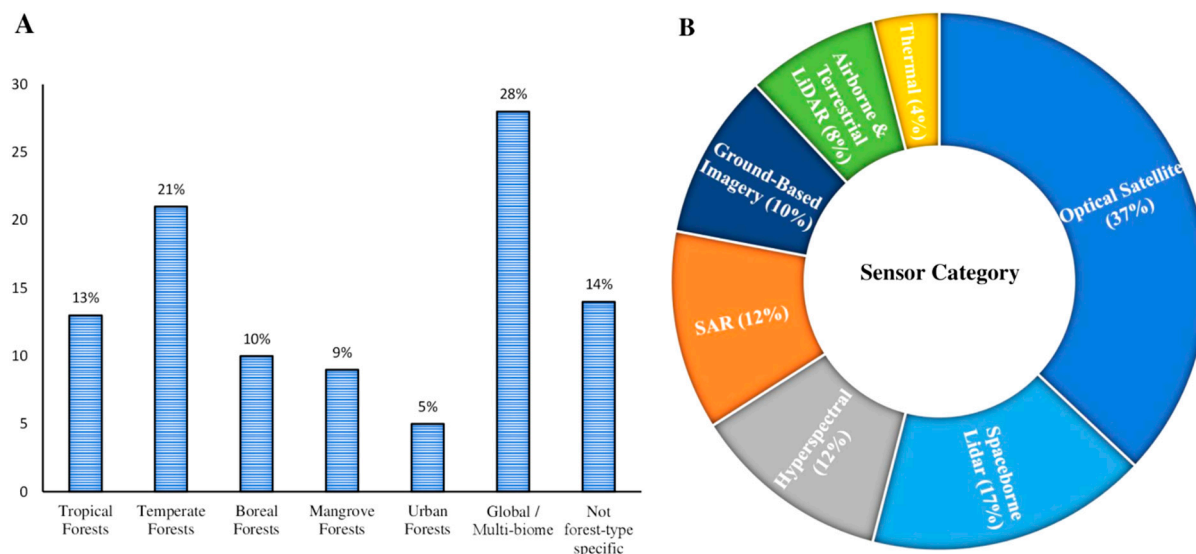 A
30
25
20
15
10
5
0
13%
21%
10%
9%
5%
28%
14%
Tropical
Forests
Temperate
Forests
Boreal
Forests
Mangrove
Forests
Urban
Forests
Global /
Multi-biome
Not
forest-type
specific
B
Sensor Category
Optical Satellite
(37%)
Spaceborne
Lidar (17%)
Hyperspectral
(12%)
SAR (12%)
Ground-Based
Imagery (10%)
Airborne &
Terrestrial
LiDAR (8%)
Thermal (4%)